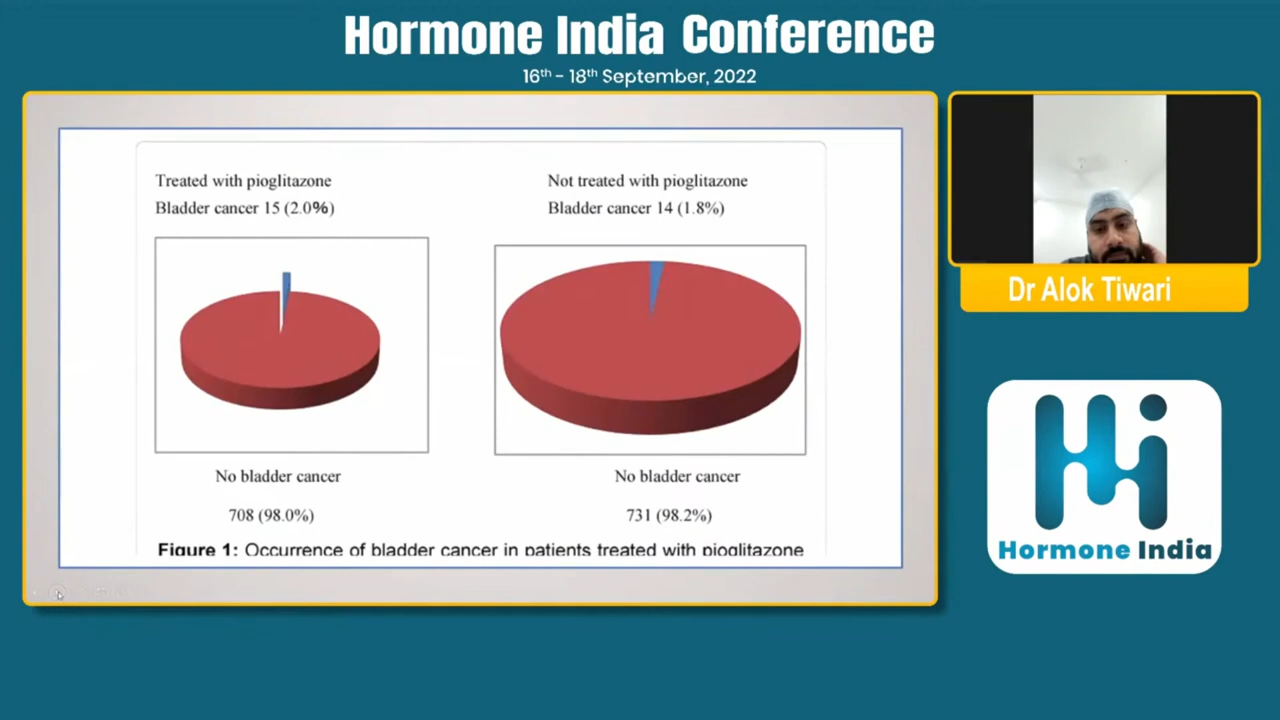 Hormone India Conference
16th - 18th September, 2022
Treated with pioglitazone
Bladder cancer 15 (2.0%)
Not treated with pioglitazone
Bladder cancer 14 (1.8%)
No bladder cancer
708 (98.0%)
No bladder cancer
731 (98.2%)
Figure 1: Occurrence of bladder cancer in patients treated with pioglitazone
Dr Alok Tiwari
Hi
Hormone India